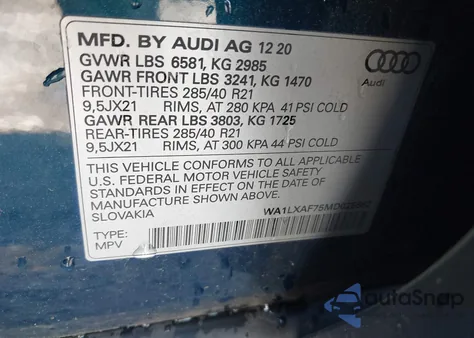 MFD. BY AUDI AG 12 20
GVWR LBS 6581, KG 2985
GAWR FRONT LBS 3241, KG 1470
FRONT-TIRES 285/40 R21
9,5JX21 RIMS, AT 280 KPA 41 PSI COLD
GAWR REAR LBS 3803, KG 1725
REAR-TIRES 285/40 R21
9,5JX21 RIMS, AT 300 KPA 44 PSI COLD
Audi
THIS VEHICLE CONFORMS TO ALL APPLICABLE
U.S. FEDERAL MOTOR VEHICLE SAFETY
STANDARDS IN EFFECT ON THE DATE OF
MANUFACTURE SHOWN ABOVE.
SLOVAKIA
TYPE:
MPV
autoSnap